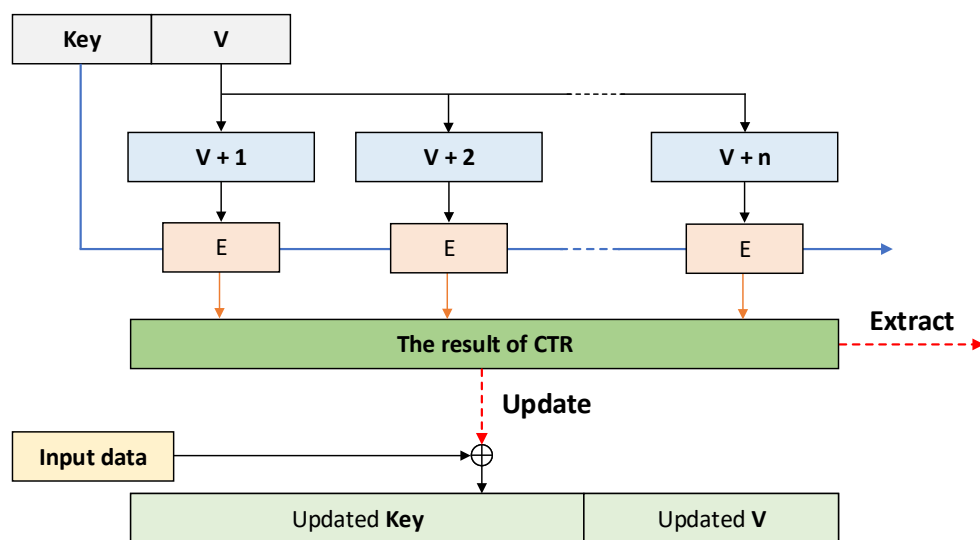 Key V
V + 1 V + 2 V + n
E E E
Extract
The result of CTR
Update
Input data
Updated Key Updated V